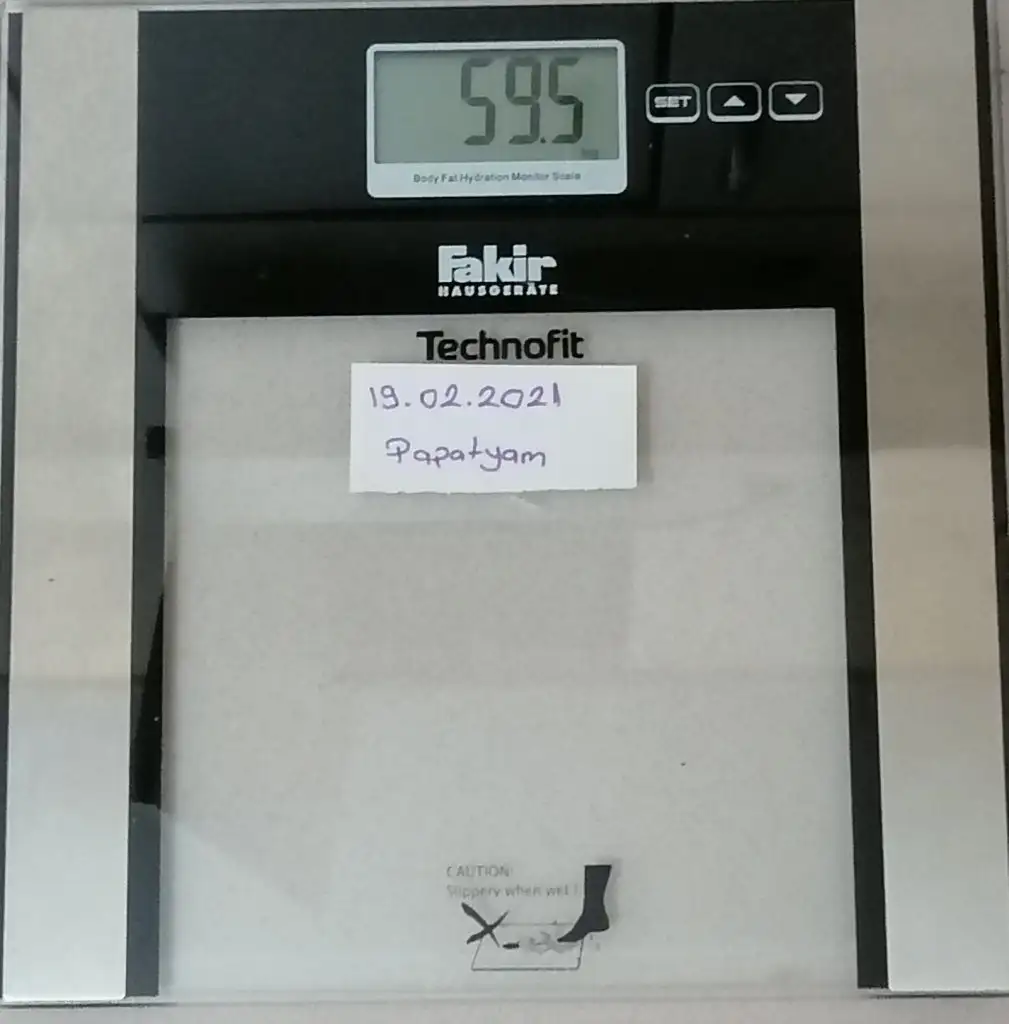 59.5
kg
SET
Body Fat Hydration Monitor Scale
Fakir
HAUSGERÄTE
Technofit
19.02.2021
Papatyam
CAUTION:
Slippery when wet !